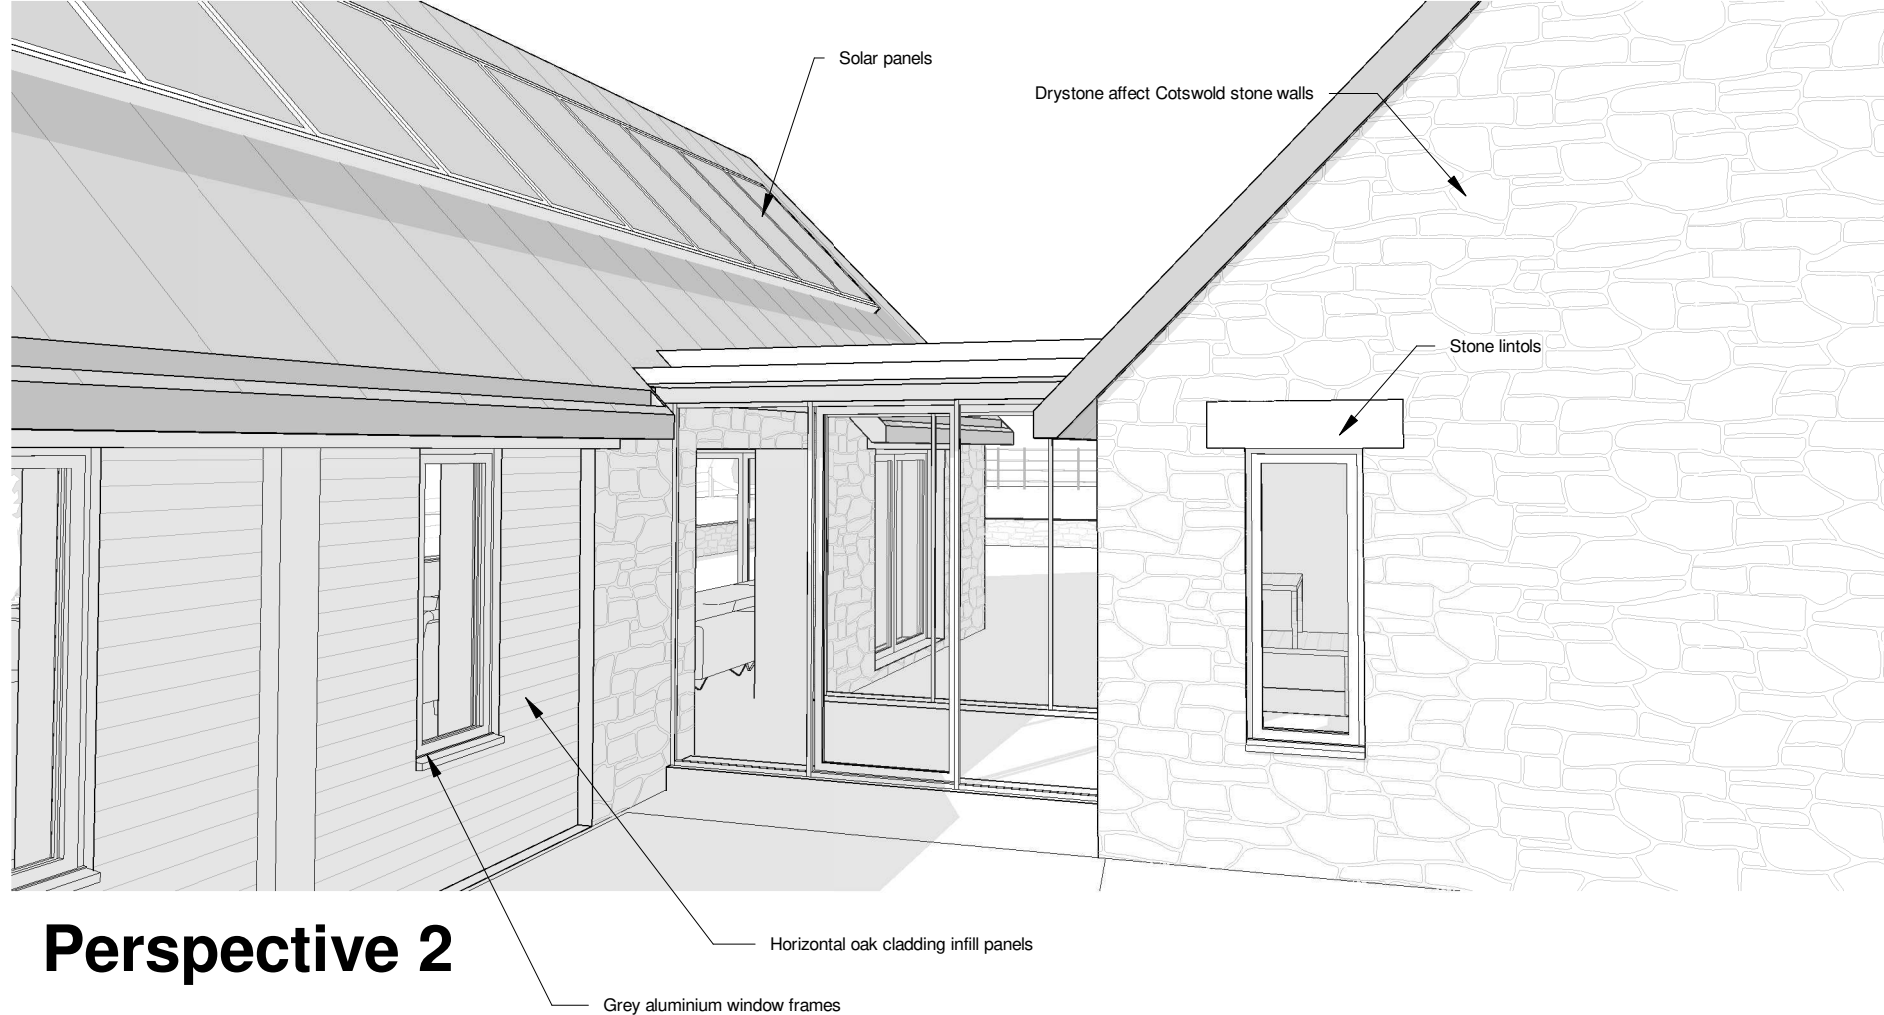 Solar panels
Drystone affect Cotswold stone walls
Stone lintols
Perspective 2
Horizontal oak cladding infill panels
Grey aluminium window frames